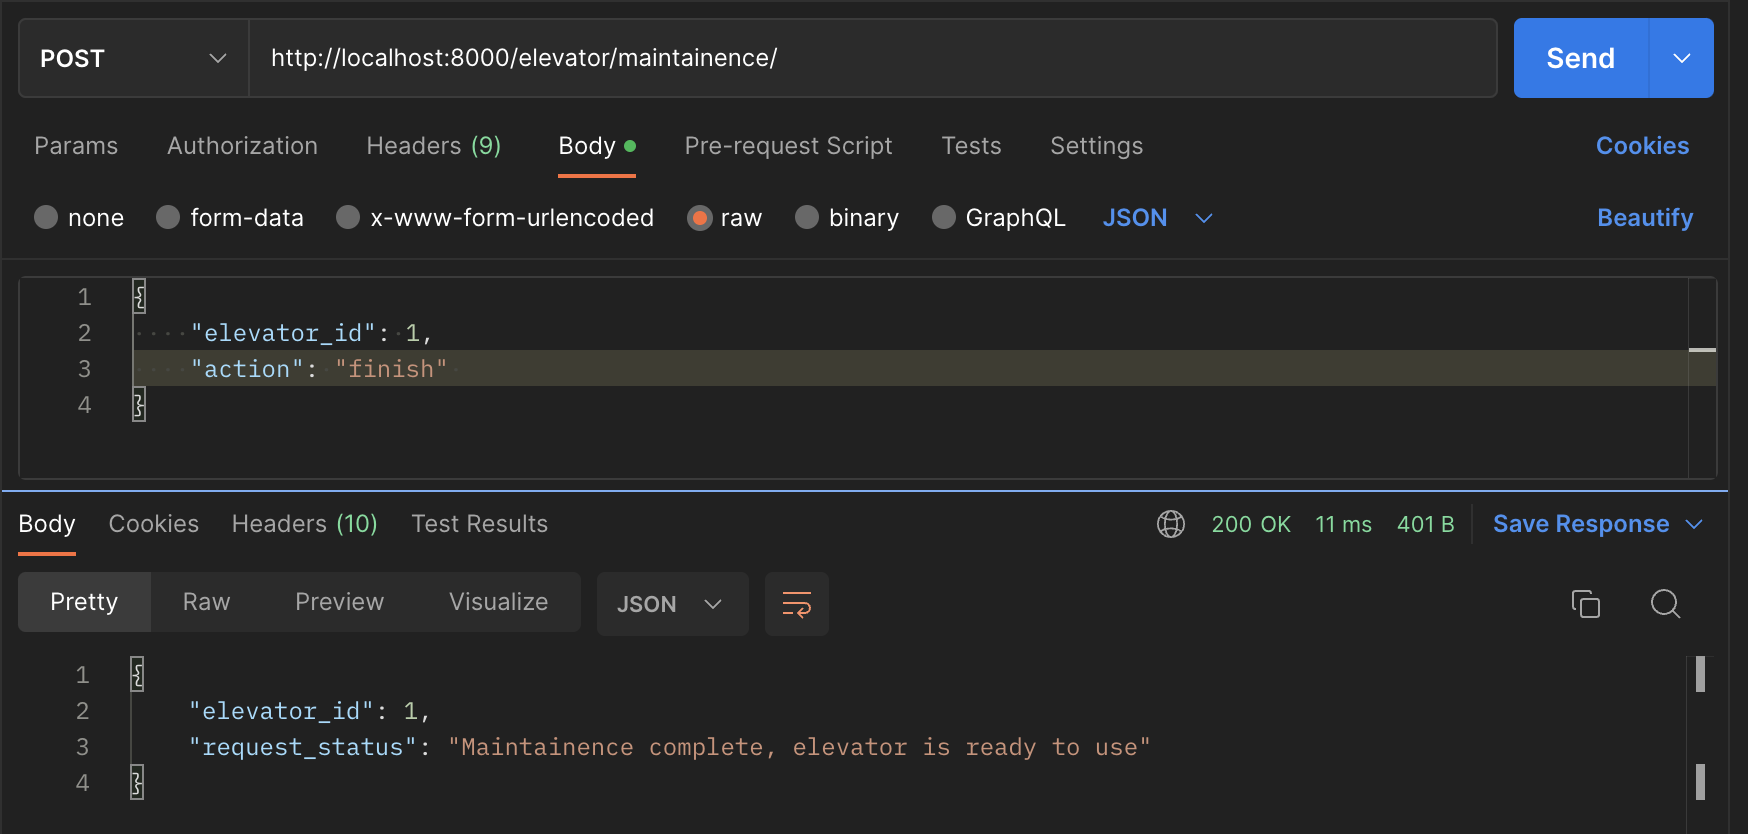 POST http://localhost:8000/elevator/maintainence/ Send
Params Authorization Headers (9) Body Pre-request Script Tests Settings Cookies
none form-data x-www-form-urlencoded raw binary GraphQL JSON Beautify
1 {
2 "elevator_id": 1,
3 "action": "finish"
4 }
Body Cookies Headers (10) Test Results 200 OK 11 ms 401 B Save Response
Pretty Raw Preview Visualize JSON
1 {
2 "elevator_id": 1,
3 "request_status": "Maintainence complete, elevator is ready to use"
4 }